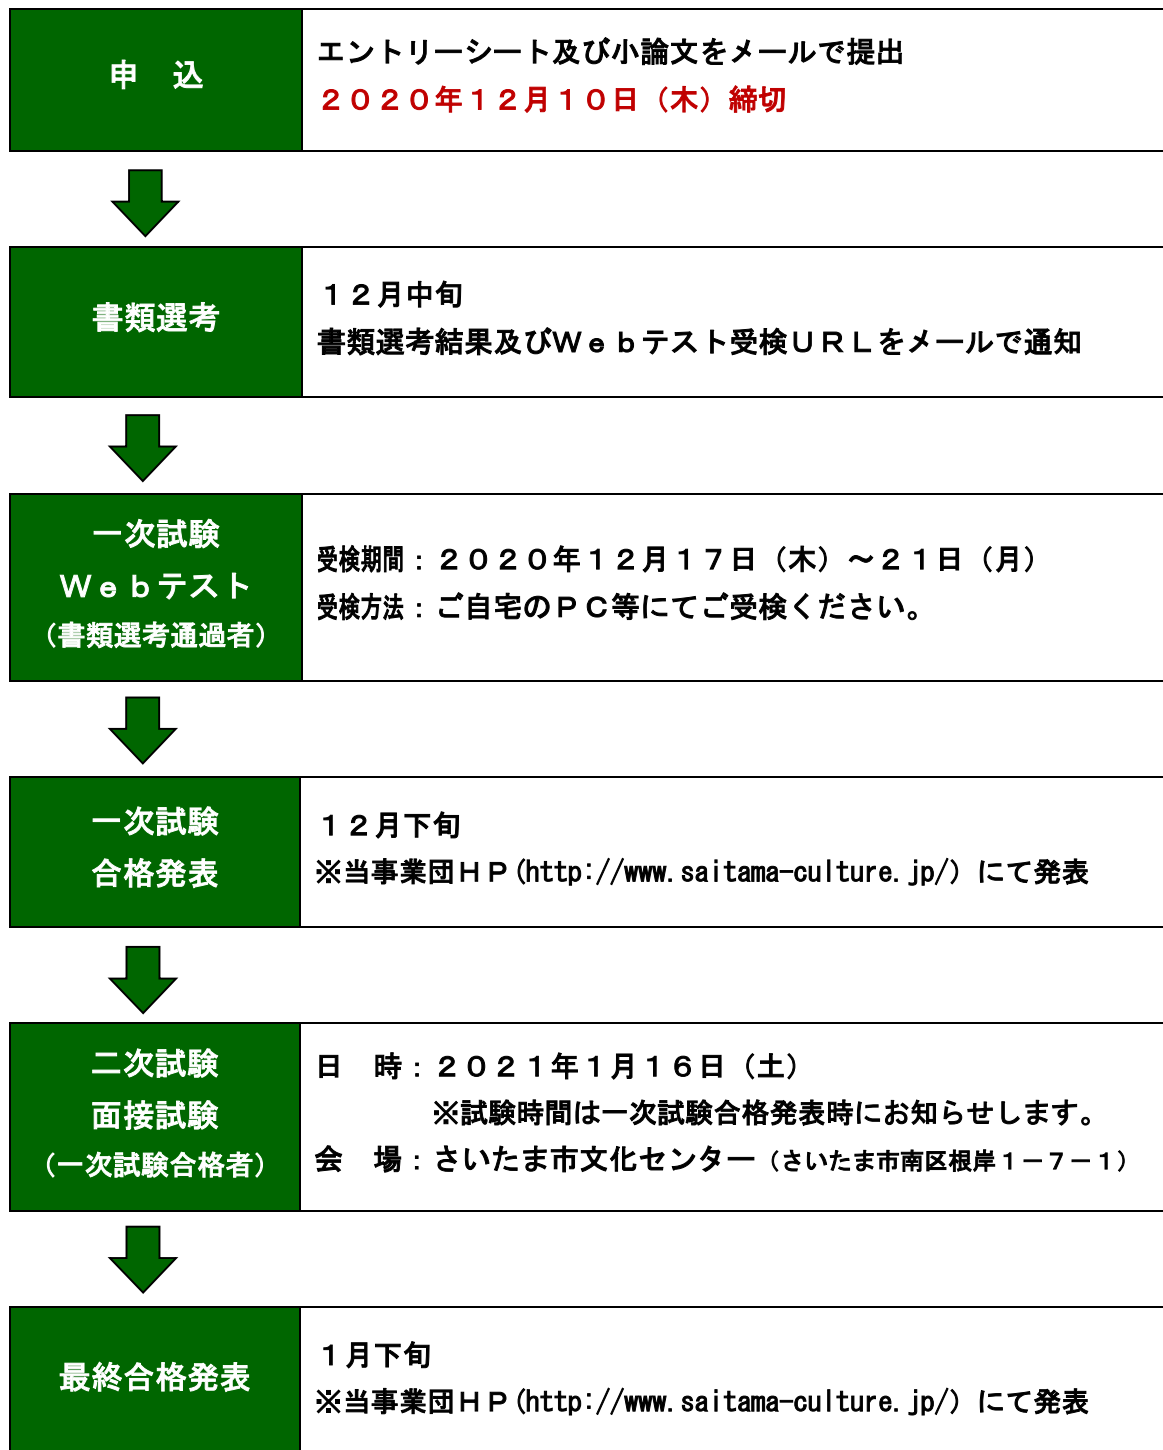 申　込
エントリーシート及び小論文をメールで提出
２０２０年１２月１０日（木）締切
書類選考
１２月中旬
書類選考結果及びＷｅｂテスト受検ＵＲＬをメールで通知
一次試験
Ｗｅｂテスト
（書類選考通過者）
受検期間：２０２０年１２月１７日（木）～２１日（月）
受検方法：ご自宅のＰＣ等にてご受検ください。
一次試験
合格発表
１２月下旬
※当事業団ＨＰ(http://www.saitama-culture.jp/) にて発表
二次試験
面接試験
（一次試験合格者）
日　時：２０２１年１月１６日（土）
※試験時間は一次試験合格発表時にお知らせします。
会　場：さいたま市文化センター（さいたま市南区根岸１－７－１）
最終合格発表
１月下旬
※当事業団ＨＰ(http://www.saitama-culture.jp/) にて発表